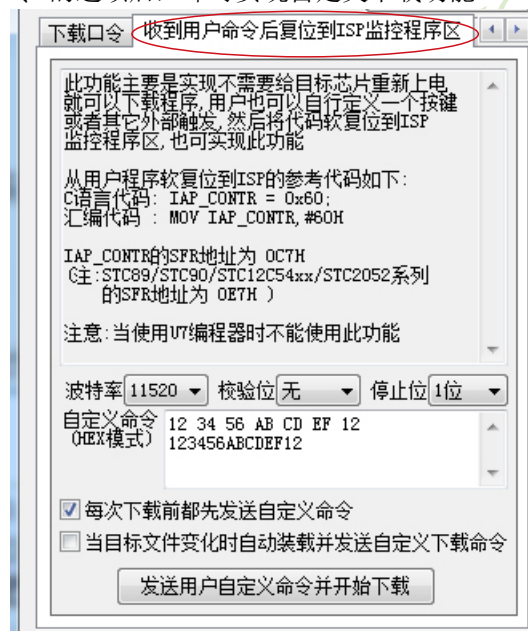 下载口令 收到用户命令后复位到ISP监控程序区
此功能主要是实现不需要给目标芯片重新上电
就可以下载程序,用户也可以自行定义一个按键
或者其它外部触发,然后将代码软复位到ISP
监控程序区,也可实现此功能
从用户程序软复位到ISP的参考代码如下:
C语言代码: IAP_CONTR = 0x60;
汇编代码 : MOV IAP_CONTR,#60H
IAP_CONTR的SFR地址为 0C7H
(注:STC89/STC90/STC12C54xx/STC2052系列
的SFR地址为 0E7H )
注意:当使用U7编程器时不能使用此功能
波特率 11520 校验位 无 停止位 1位
自定义命令 12 34 56 AB CD EF 12
(HEX模式) 123456ABCDEF12
每次下载前都先发送自定义命令
当目标文件变化时自动装载并发送自定义下载命令
发送用户自定义命令并开始下载